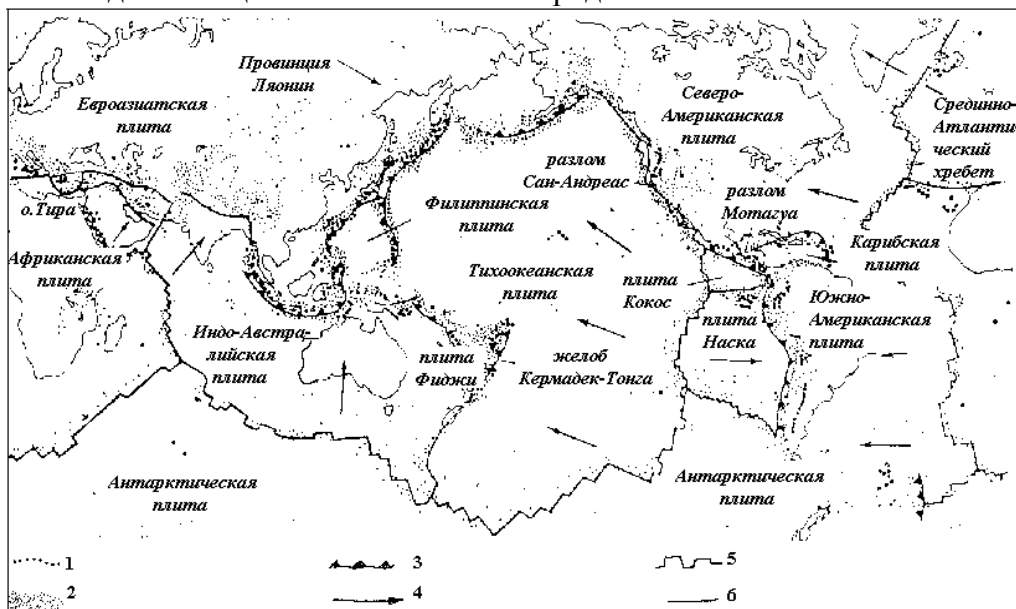 Провинция
Ляонин
Евроазиатская
плита
Северо-
Американская
плита
Срединно-
Атланти-
ческий
хребет
разлом
Сан-Андреас
разлом
Мотагуа
о.Тира
Филиппинская
плита
Африканская
плита
Карибская
плита
Тихоокеанская
плита
плита
Кокос
Южно-
Американская
плита
Индо-Австра-
лийская
плита
плита
Фиджи
желоб
Кермадек-Тонга
плита
Наска
Антарктическая
плита
Антарктическая
плита
1
2
3
4
5
6